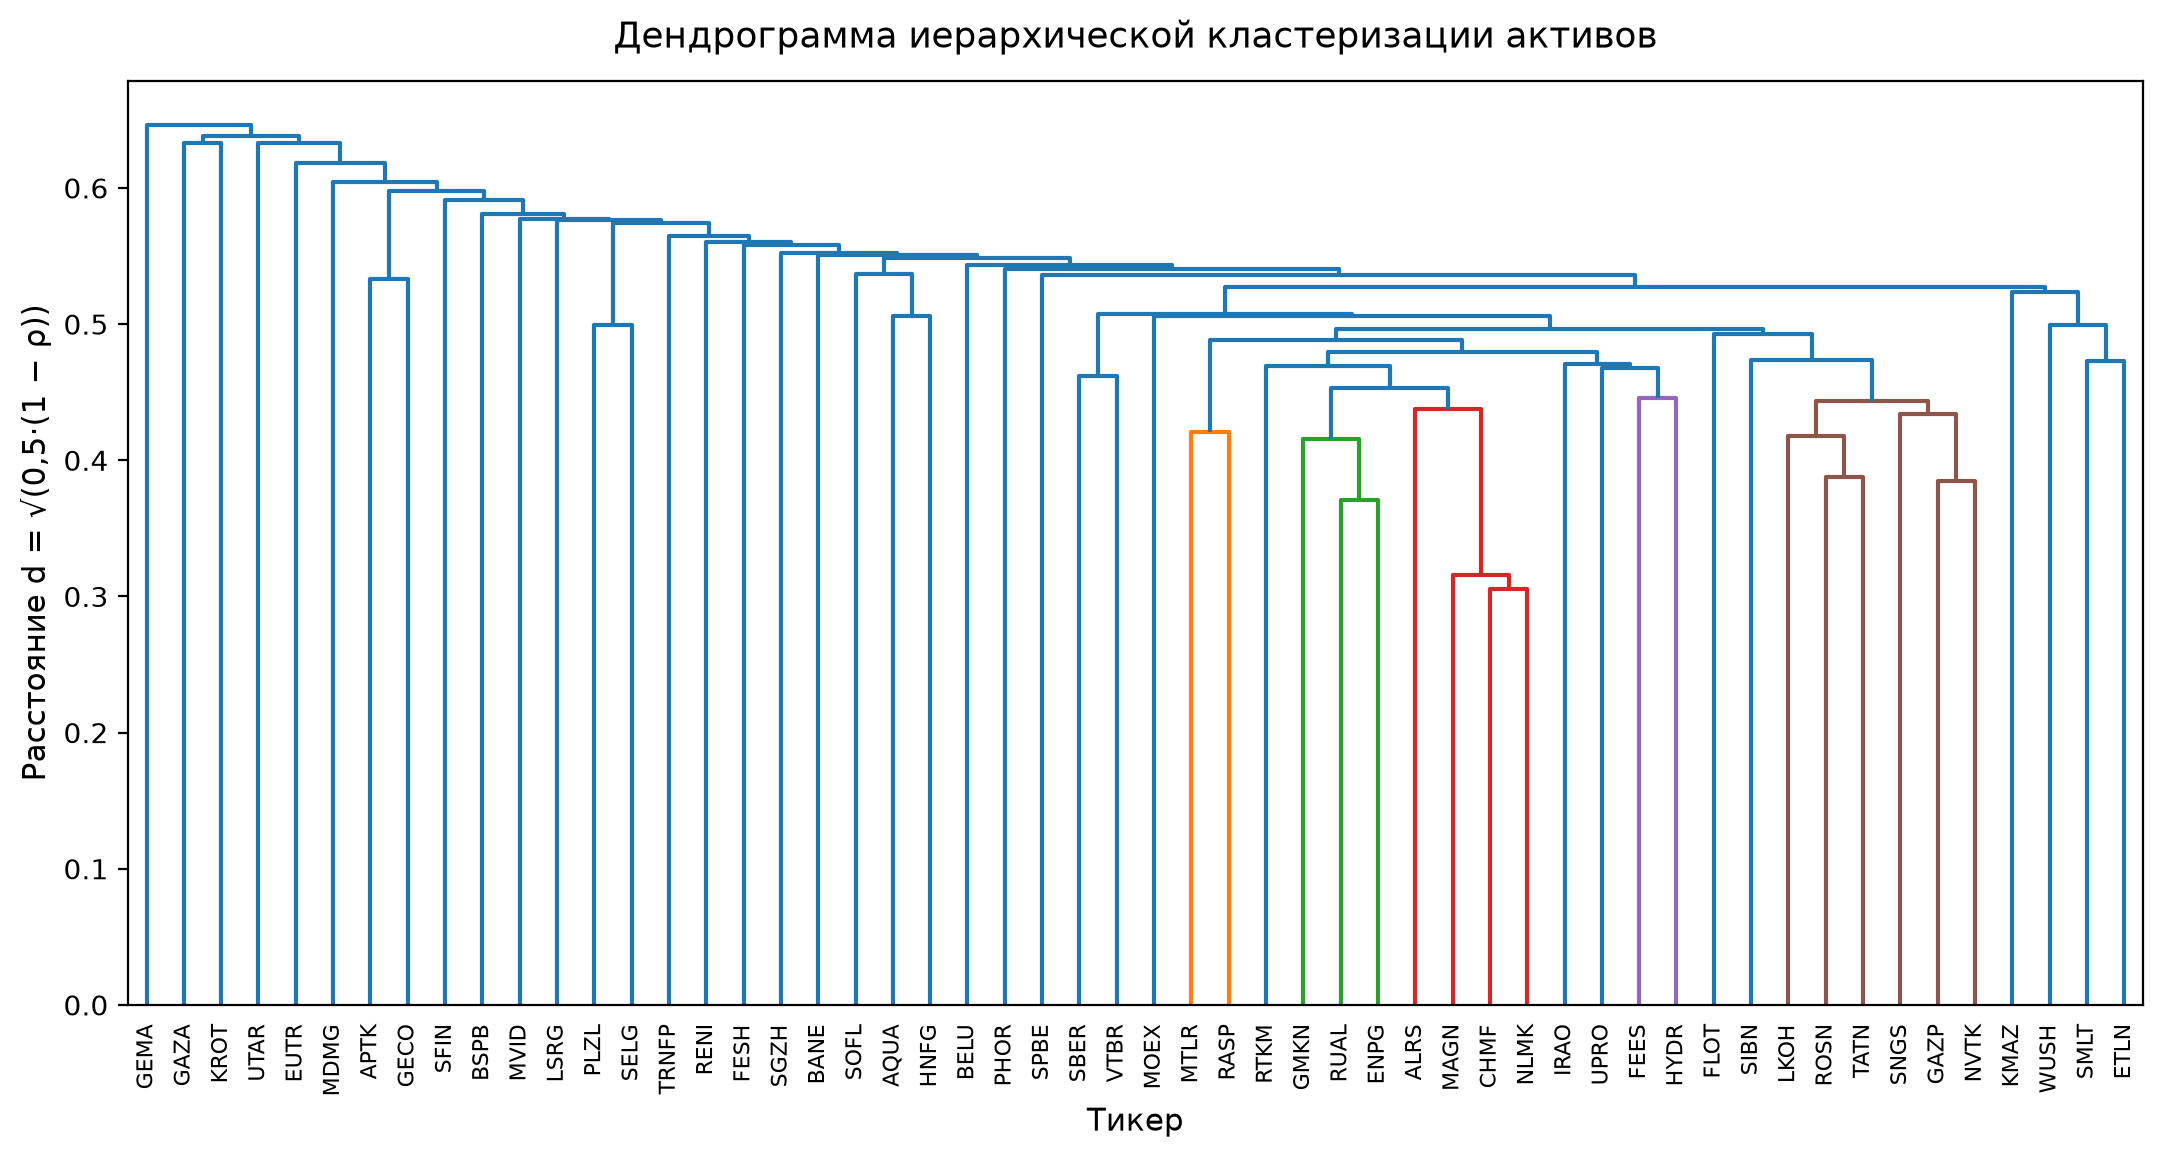 Дендрограмма иерархической кластеризации активов
Расстояние d = √(0,5·(1 − ρ))
0.6
0.5
0.4
0.3
0.2
0.1
0.0
GEMA
GAZA
KROT
UTAR
EUTR
MDMG
APTK
GECO
SFIN
BSPB
MVID
LSRG
PLZL
SELG
TRNFP
RENI
FESH
SGZH
BANE
SOFL
AQUA
HNFG
BELU
PHOR
SPBE
SBER
VTBR
MOEX
MTLR
RASP
RTKM
GMKN
RUAL
ENPG
ALRS
MAGN
CHMF
NLMK
IRAO
UPRO
FEES
HYDR
FLOT
SIBN
LKOH
ROSN
TATN
SNGS
GAZP
NVTK
KMAZ
WUSH
SMLT
ETLN
Тикер